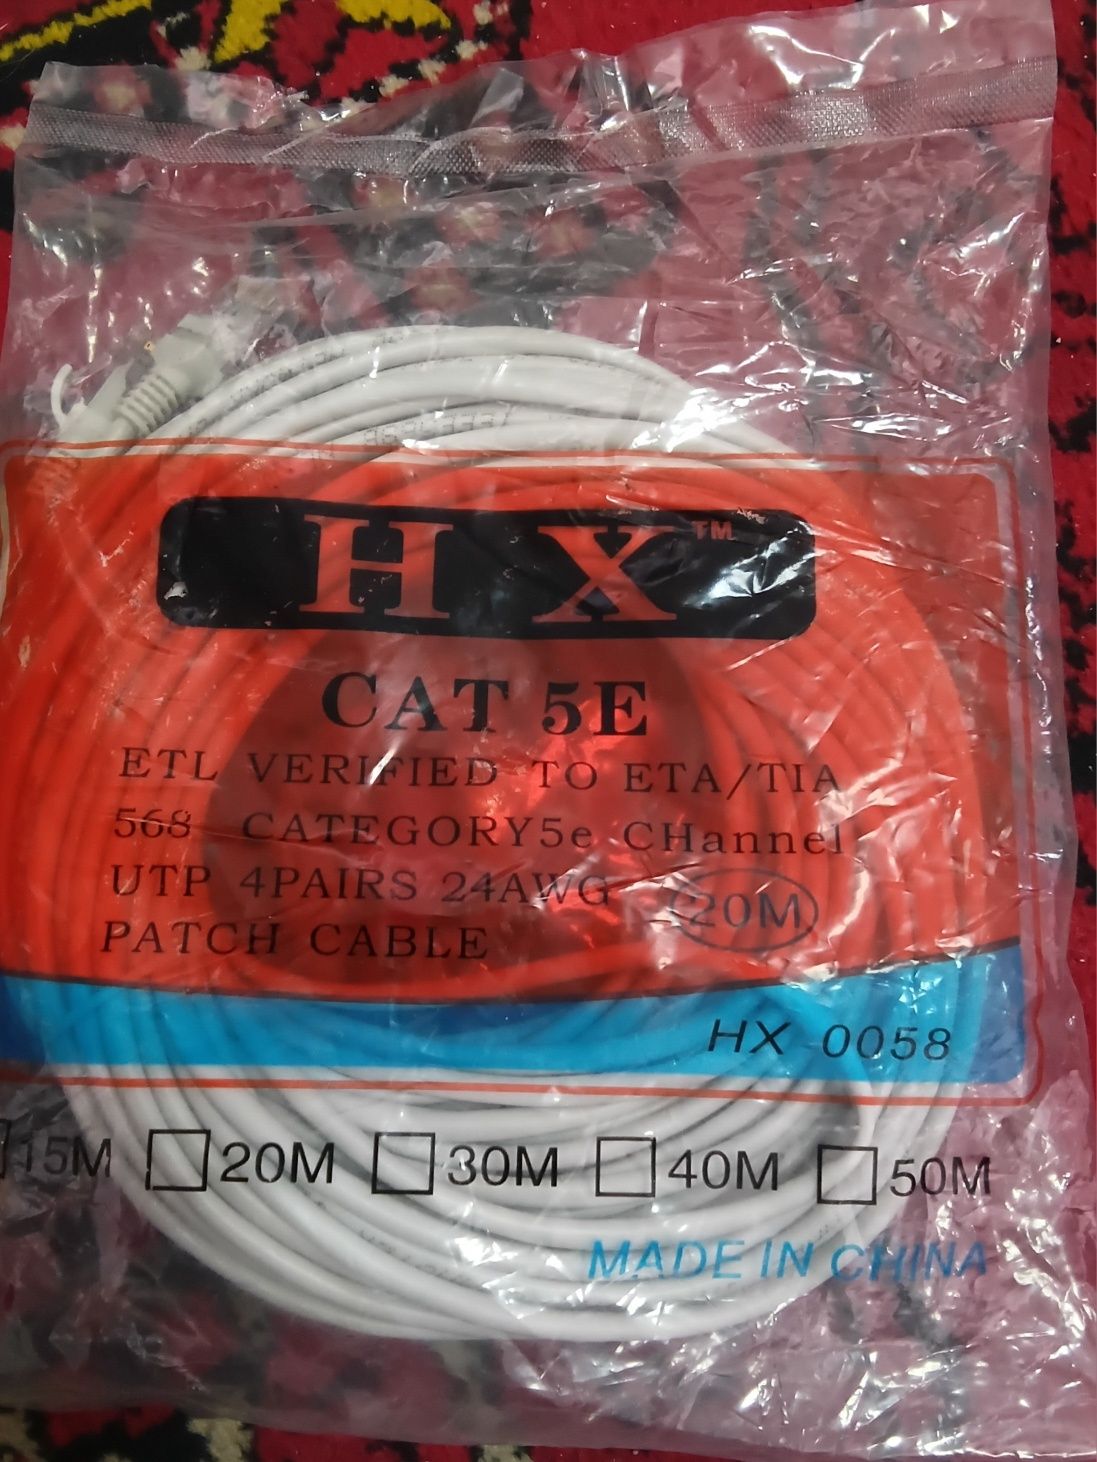 H X TM
CAT 5E
ETL VERIFIED TO ETA/TIA
568 CATEGORY5e CHannel
UTP 4PAIRS 24AWG
20M
PATCH CABLE
HX 0058
15M 20M 30M 40M 50M
MADE IN CHINA